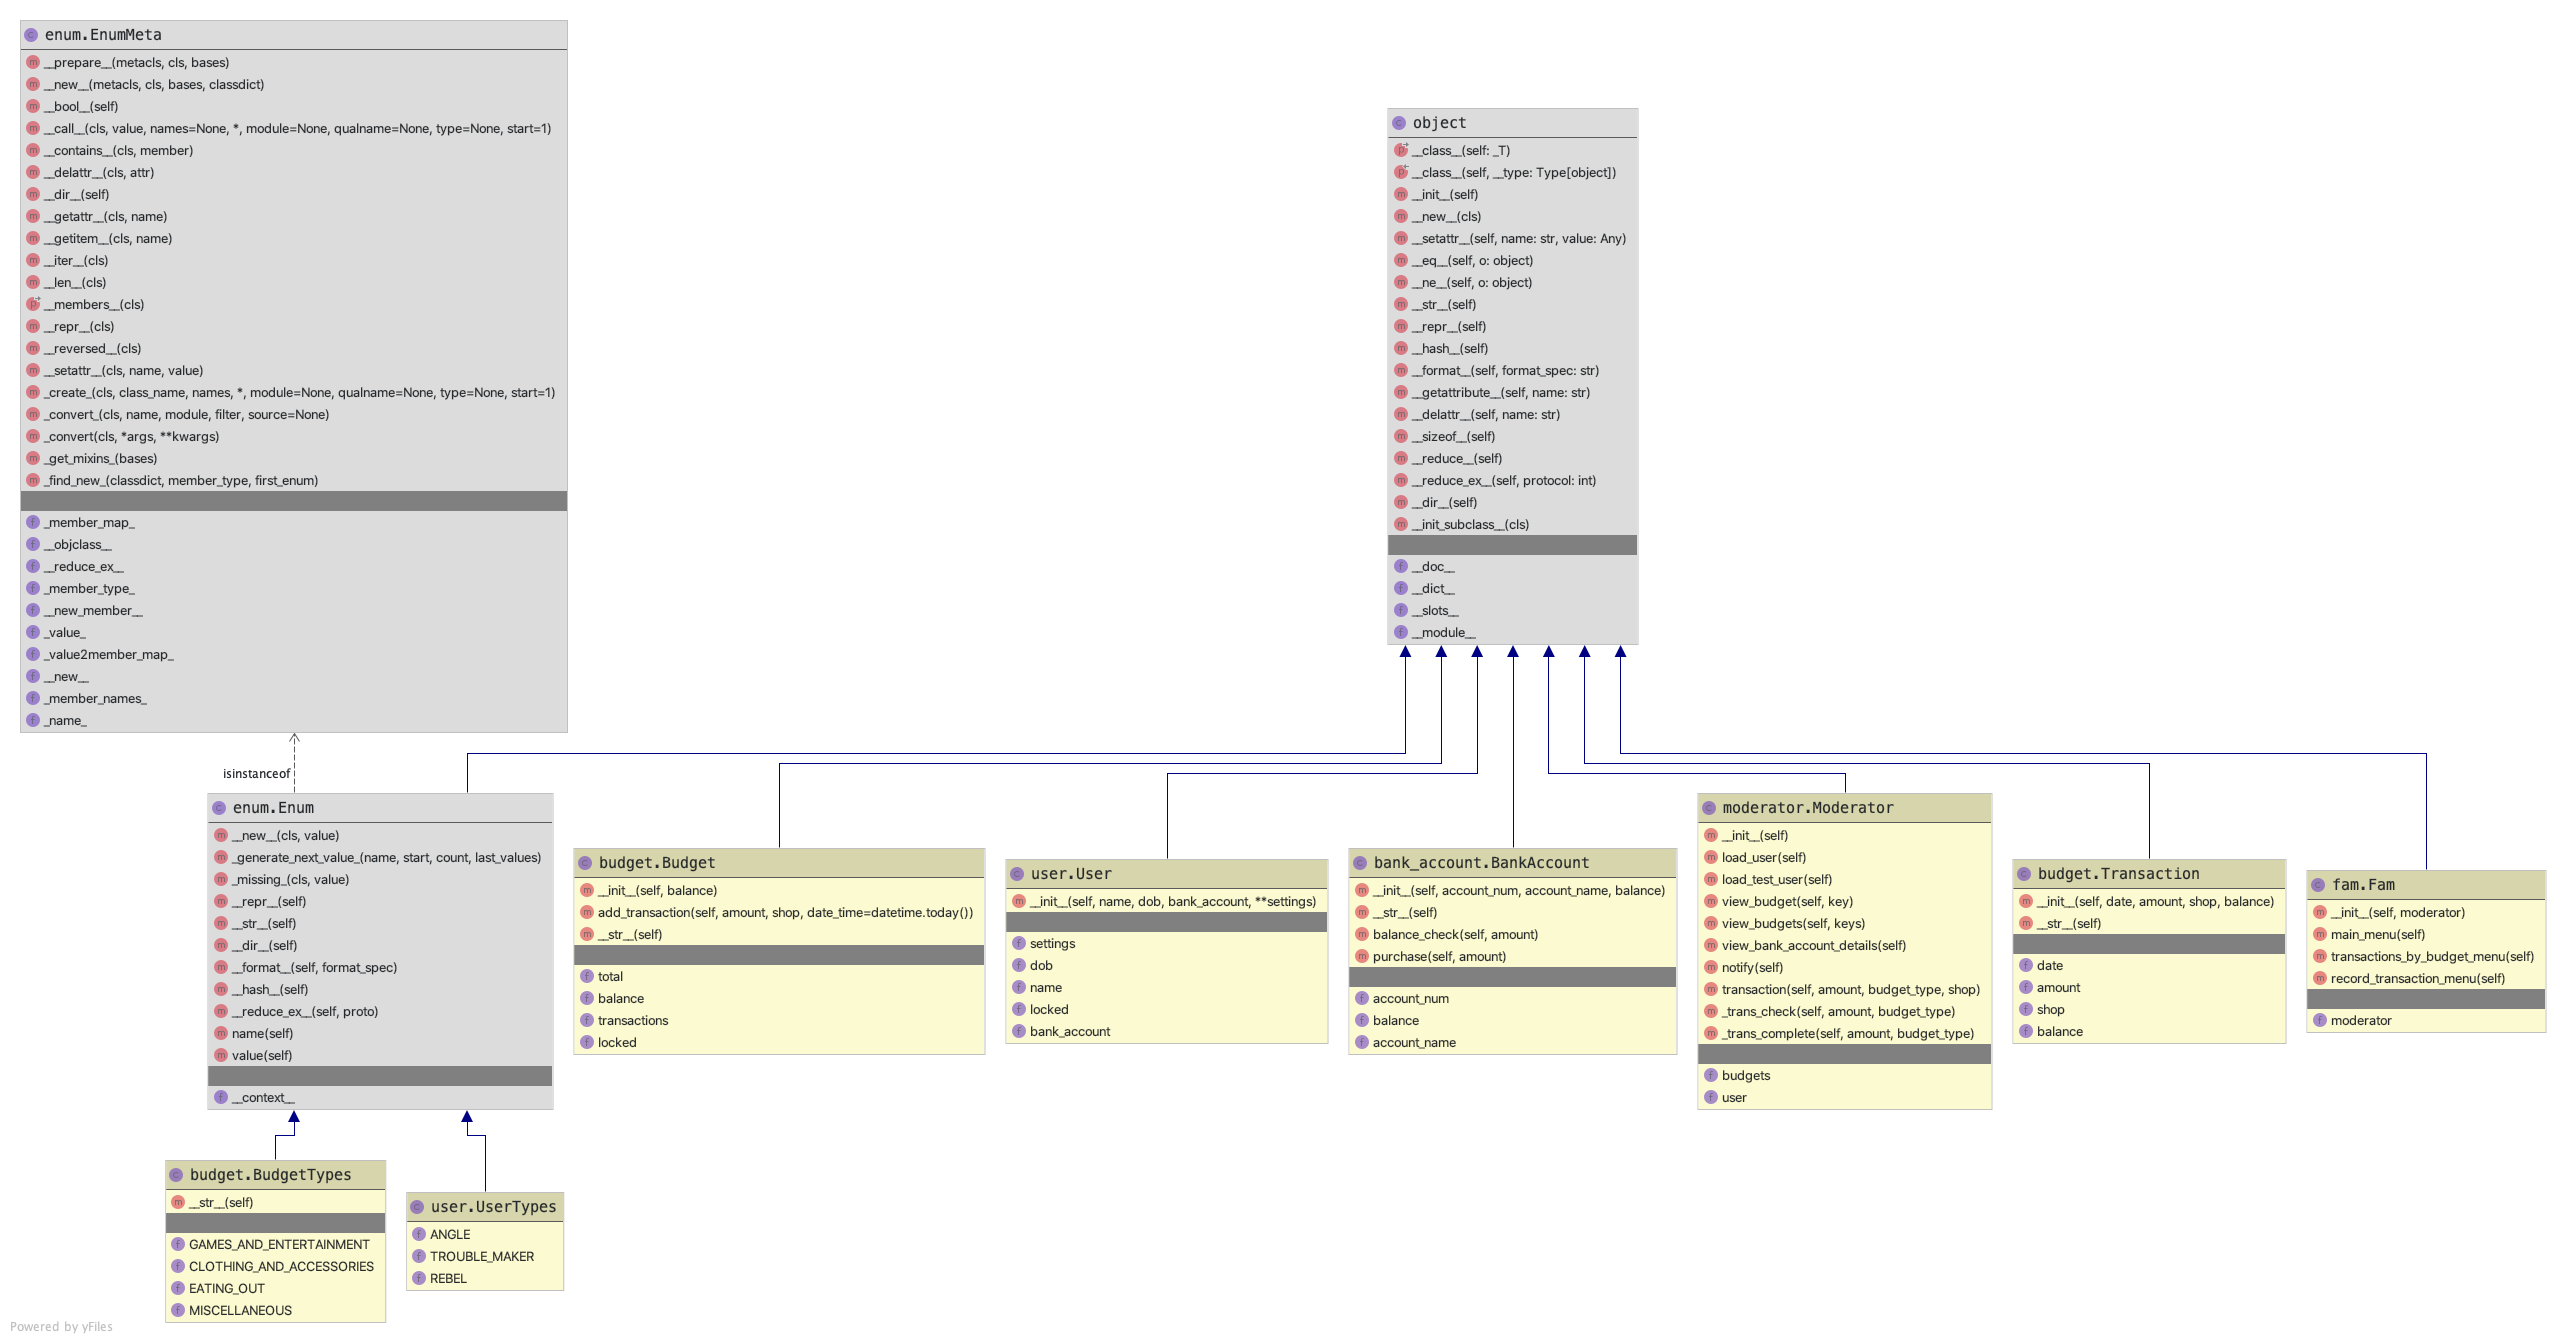 enum.EnumMeta
__prepare__(metacls, cls, bases)
__new__(metacls, cls, bases, classdict)
__bool__(self)
__call__(cls, value, names=None, *, module=None, qualname=None, type=None, start=1)
__contains__(cls, member)
__delattr__(cls, attr)
__dir__(self)
__getattr__(cls, name)
__getitem__(cls, name)
__iter__(cls)
__len__(cls)
__members__(cls)
__repr__(cls)
__reversed__(cls)
__setattr__(cls, name, value)
_create_(cls, class_name, names, *, module=None, qualname=None, type=None, start=1)
_convert_(cls, name, module, filter, source=None)
_convert(cls, *args, **kwargs)
_get_mixins_(bases)
_find_new_(classdict, member_type, first_enum)
_member_map_
__objclass__
__reduce_ex__
_member_type_
__new_member__
_value_
_value2member_map_
__new__
_member_names_
_name_
object
__class__(self: _T)
__class__(self, __type: Type[object])
__init__(self)
__new__(cls)
__setattr__(self, name: str, value: Any)
__eq__(self, o: object)
__ne__(self, o: object)
__str__(self)
__repr__(self)
__hash__(self)
__format__(self, format_spec: str)
__getattribute__(self, name: str)
__delattr__(self, name: str)
__sizeof__(self)
__reduce__(self)
__reduce_ex__(self, protocol: int)
__dir__(self)
__init_subclass__(cls)
__doc__
__dict__
__slots__
__module__
isinstanceof
enum.Enum
__new__(cls, value)
_generate_next_value_(name, start, count, last_values)
_missing_(cls, value)
__repr__(self)
__str__(self)
__dir__(self)
__format__(self, format_spec)
__hash__(self)
__reduce_ex__(self, proto)
name(self)
value(self)
__context__
budget.Budget
__init__(self, balance)
add_transaction(self, amount, shop, date_time=datetime.today())
__str__(self)
total
balance
transactions
locked
user.User
__init__(self, name, dob, bank_account, **settings)
settings
dob
name
locked
bank_account
bank_account.BankAccount
__init__(self, account_num, account_name, balance)
__str__(self)
balance_check(self, amount)
purchase(self, amount)
account_num
balance
account_name
moderator.Moderator
__init__(self)
load_user(self)
load_test_user(self)
view_budget(self, key)
view_budgets(self, keys)
view_bank_account_details(self)
notify(self)
transaction(self, amount, budget_type, shop)
_trans_check(self, amount, budget_type)
_trans_complete(self, amount, budget_type)
budgets
user
budget.Transaction
__init__(self, date, amount, shop, balance)
__str__(self)
date
amount
shop
balance
fam.Fam
__init__(self, moderator)
main_menu(self)
transactions_by_budget_menu(self)
record_transaction_menu(self)
moderator
budget.BudgetTypes
__str__(self)
GAMES_AND_ENTERTAINMENT
CLOTHING_AND_ACCESSORIES
EATING_OUT
MISCELLANEOUS
user.UserTypes
ANGLE
TROUBLE_MAKER
REBEL
Powered by yFiles